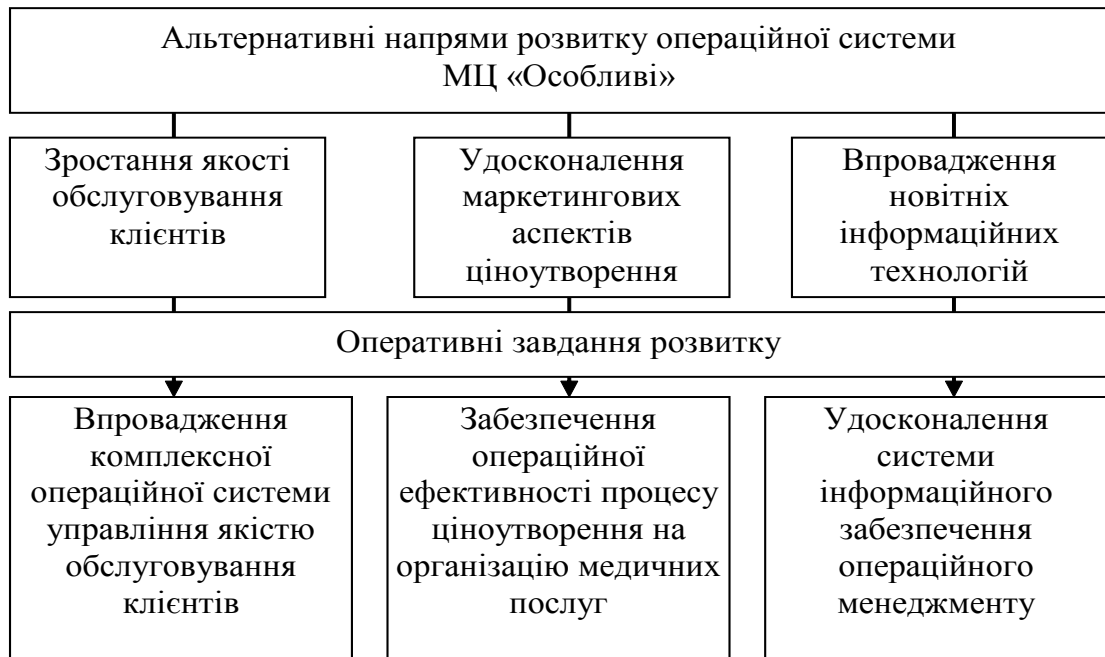 Альтернативні напрями розвитку операційної системи
МЦ «Особливі»
Зростання якості
обслуговування
клієнтів
Удосконалення
маркетингових
аспектів
ціноутворення
Впровадження
новітніх
інформаційних
технологій
Оперативні завдання розвитку
Впровадження
комплексної
операційної системи
управління якістю
обслуговування
клієнтів
Забезпечення
операційної
ефективності процесу
ціноутворення на
організацію медичних
послуг
Удосконалення
системи
інформаційного
забезпечення
операційного
менеджменту